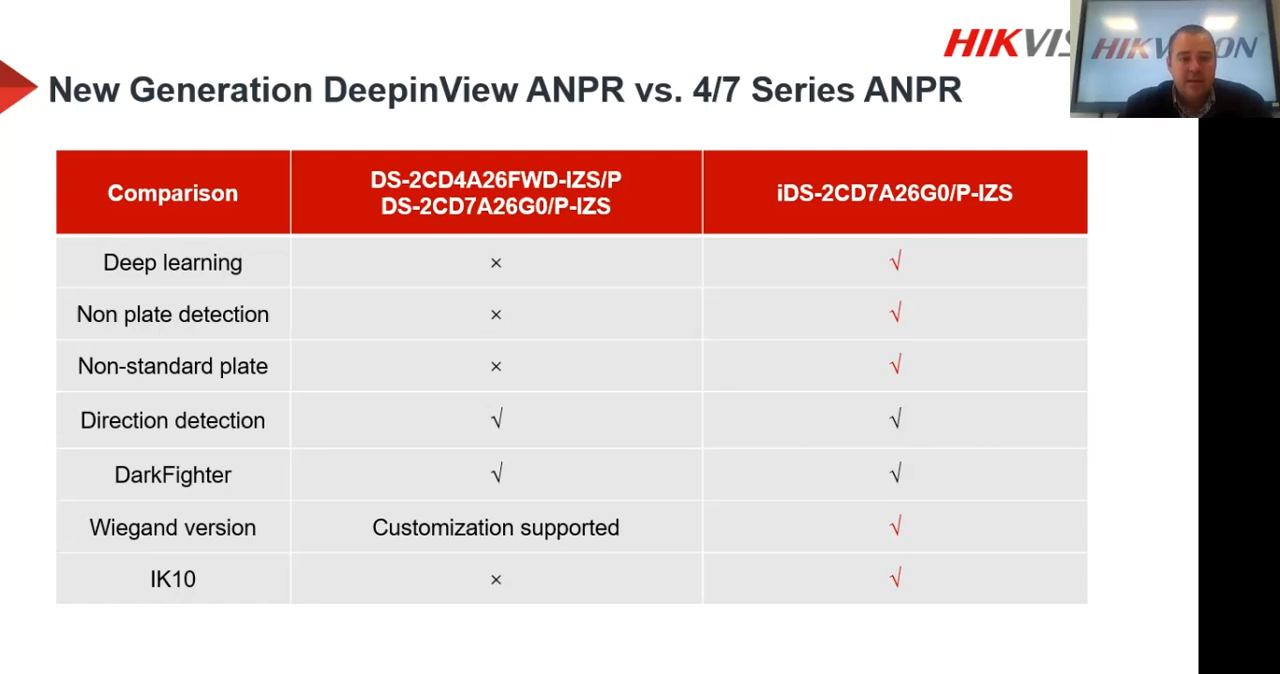 HIKVIS
HIKVISION
New Generation DeepinView ANPR vs. 4/7 Series ANPR
Comparison
DS-2CD4A26FWD-IZS/P
DS-2CD7A26G0/P-IZS
iDS-2CD7A26G0/P-IZS
Deep learning × √
Non plate detection × √
Non-standard plate × √
Direction detection √ √
DarkFighter √ √
Wiegand version Customization supported √
IK10 × √